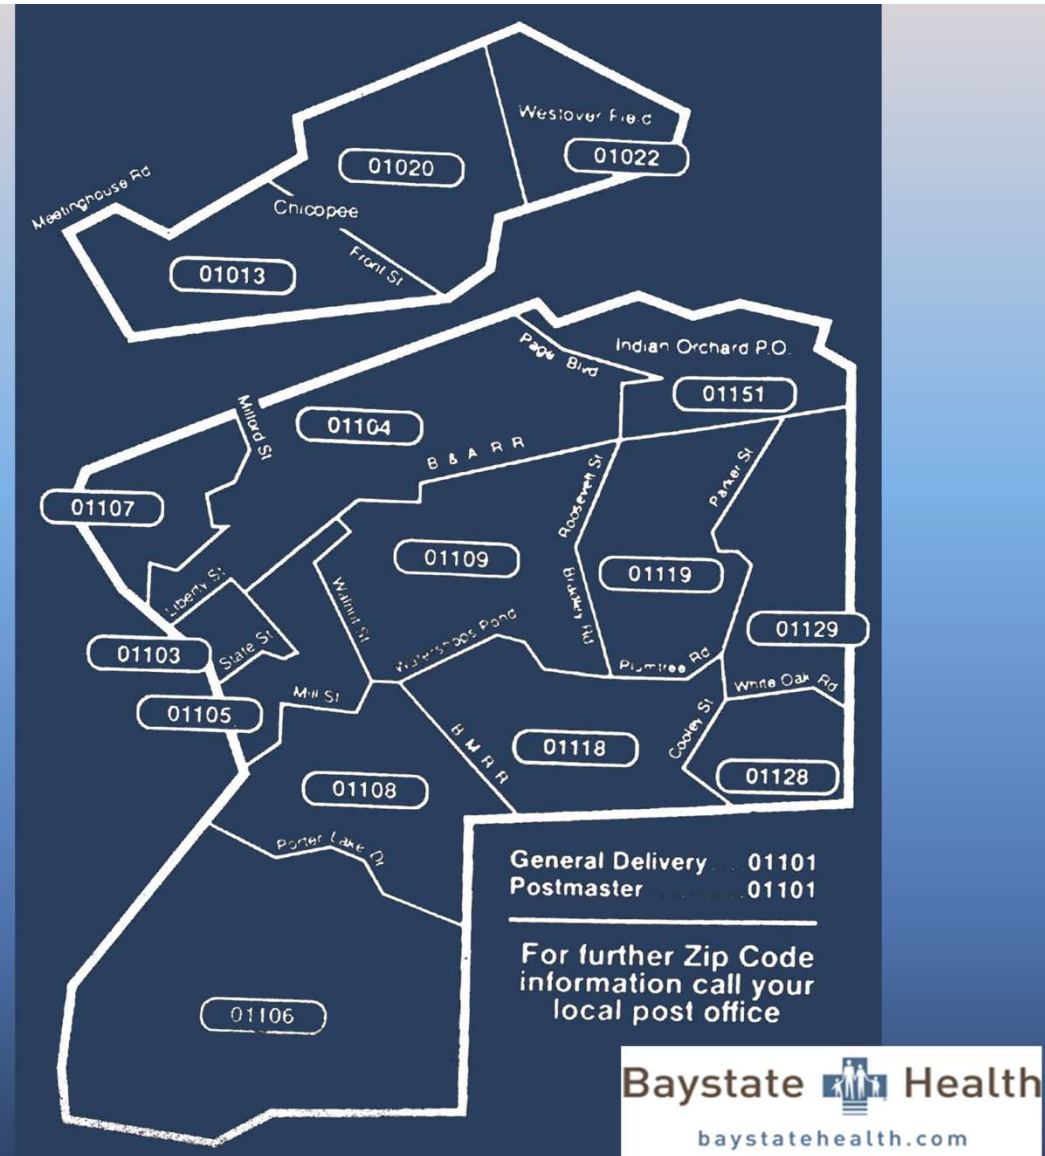 Westover Field
01022
01020
Meetinghouse Rd
Chicopee
Front St
01013
Page Blvd
Indian Orchard P.O.
01151
Milford St
01104
B & A R R
Roosevelt St
Parker St
01107
01109
01119
Liberty St
Walnut St
Rd
01129
01103
State St
Watershops Pond
Plumtree Rd
White Oak Rd
Mill St
01105
B M R R
01118
Cooley St
01128
01108
Porter Lake Dr
General Delivery ... 01101
Postmaster .......... 01101
For further Zip Code
information call your
local post office
01106
Baystate Health
baystatehealth.com